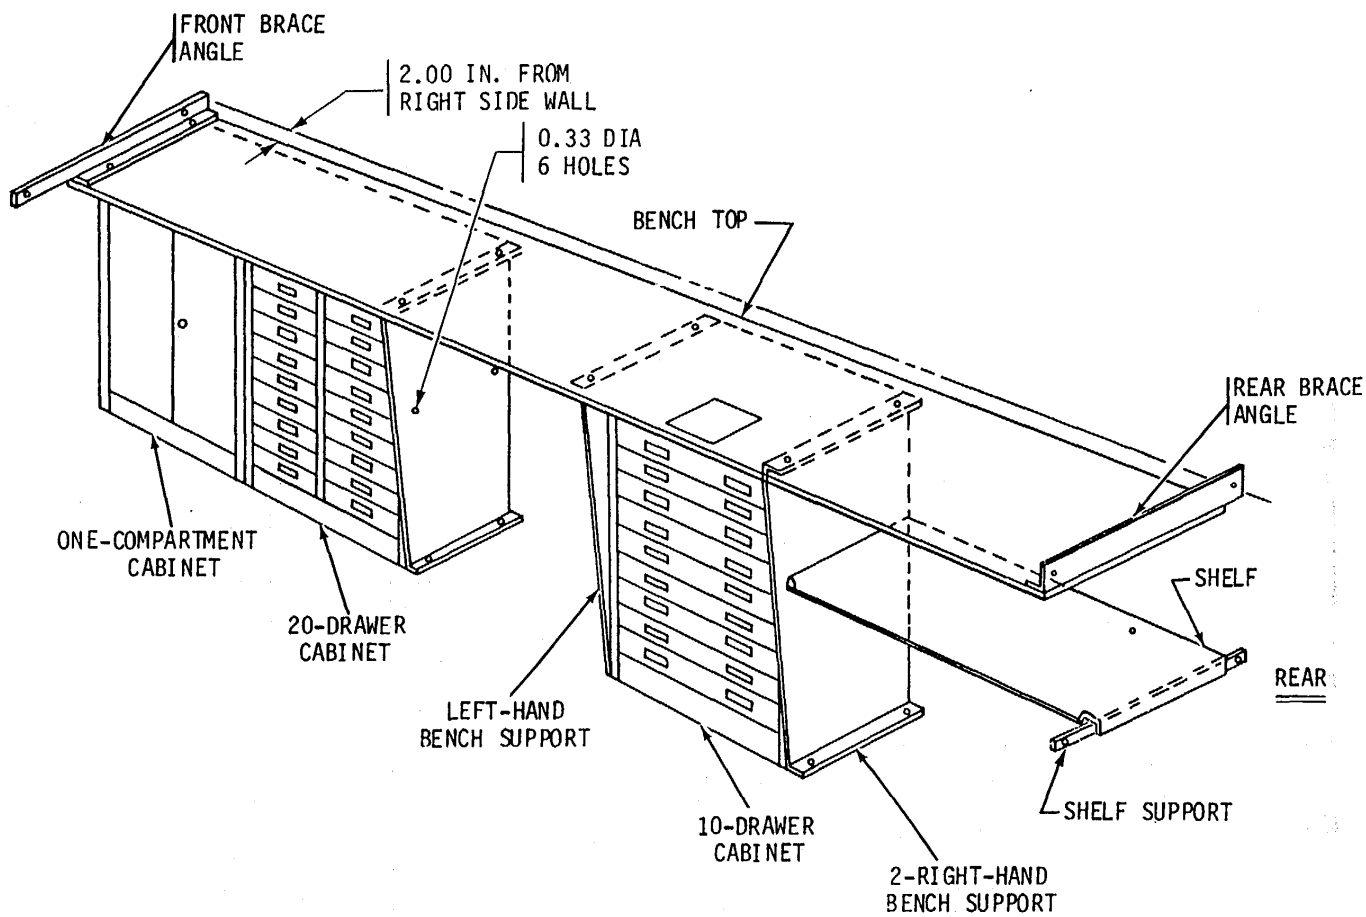 FRONT BRACE
ANGLE
2.00 IN. FROM
RIGHT SIDE WALL
0.33 DIA
6 HOLES
BENCH TOP
REAR BRACE
ANGLE
ONE-COMPARTMENT
CABINET
20-DRAWER
CABINET
SHELF
REAR
LEFT-HAND
BENCH SUPPORT
SHELF SUPPORT
10-DRAWER
CABINET
2-RIGHT-HAND
BENCH SUPPORT